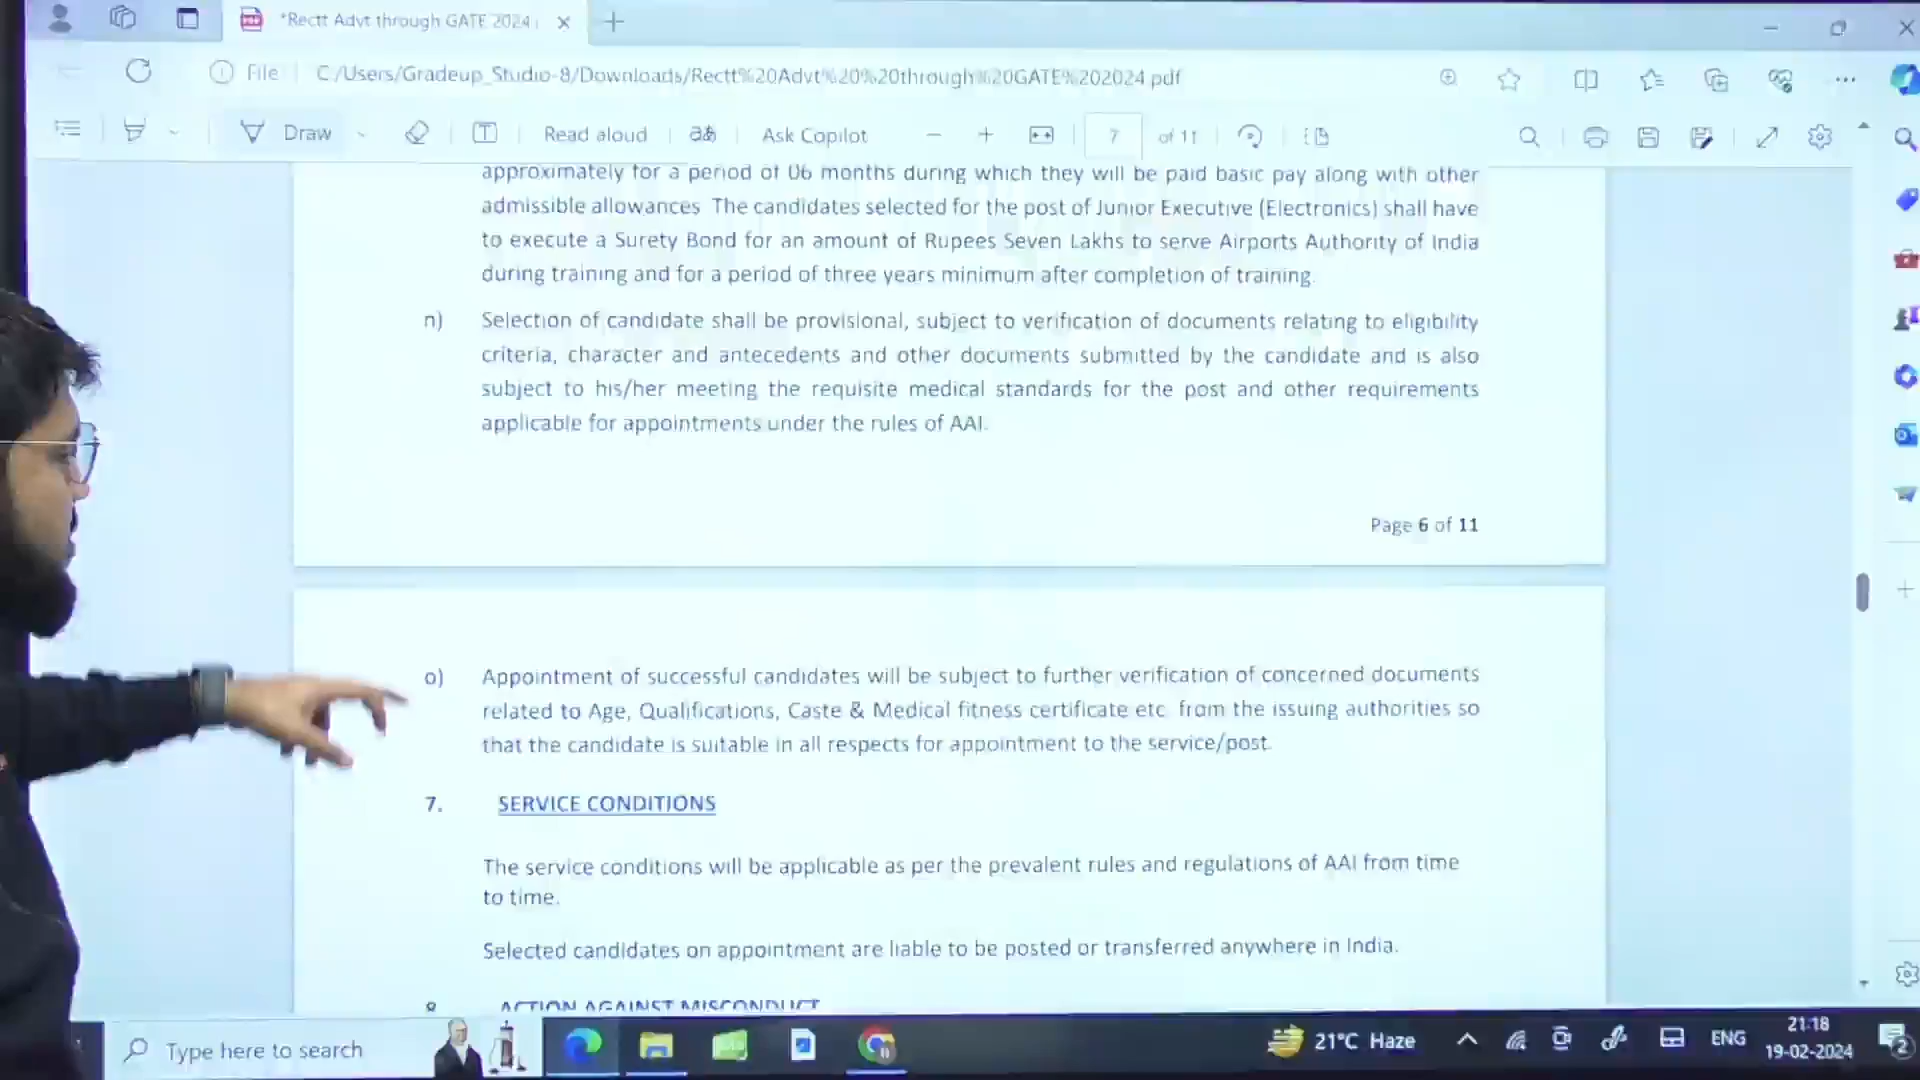 *Rectt Advt through GATE 2024
File C:/Users/Gradeup_Studio-8/Downloads/Rectt%20Advt%20%20through%20GATE%202024.pdf
Draw Read aloud Ask Copilot 7 of 11
approximately for a period of 06 months during which they will be paid basic pay along with other
admissible allowances. The candidates selected for the post of Junior Executive (Electronics) shall have
to execute a Surety Bond for an amount of Rupees Seven Lakhs to serve Airports Authority of India
during training and for a period of three years minimum after completion of training.
n) Selection of candidate shall be provisional, subject to verification of documents relating to eligibility
criteria, character and antecedents and other documents submitted by the candidate and is also
subject to his/her meeting the requisite medical standards for the post and other requirements
applicable for appointments under the rules of AAI.
Page 6 of 11
o) Appointment of successful candidates will be subject to further verification of concerned documents
related to Age, Qualifications, Caste & Medical fitness certificate etc. from the issuing authorities so
that the candidate is suitable in all respects for appointment to the service/post.
7. SERVICE CONDITIONS
The service conditions will be applicable as per the prevalent rules and regulations of AAI from time
to time.
Selected candidates on appointment are liable to be posted or transferred anywhere in India.
8. ACTION AGAINST MISCONDUCT
Type here to search
21°C Haze
ENG
21:18
19-02-2024
2